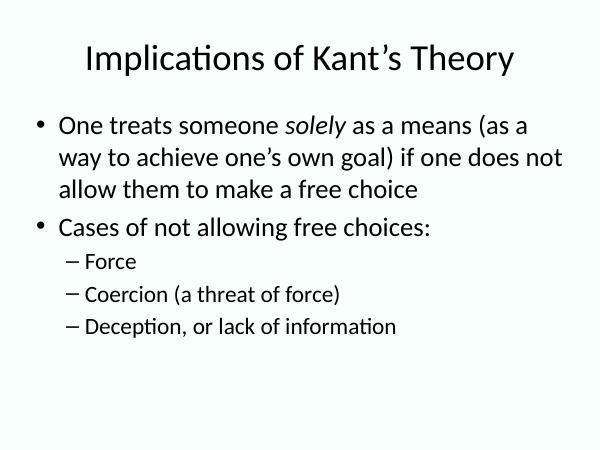 Implications of Kant’s Theory
• One treats someone solely as a means (as a
way to achieve one’s own goal) if one does not
allow them to make a free choice
• Cases of not allowing free choices:
– Force
– Coercion (a threat of force)
– Deception, or lack of information